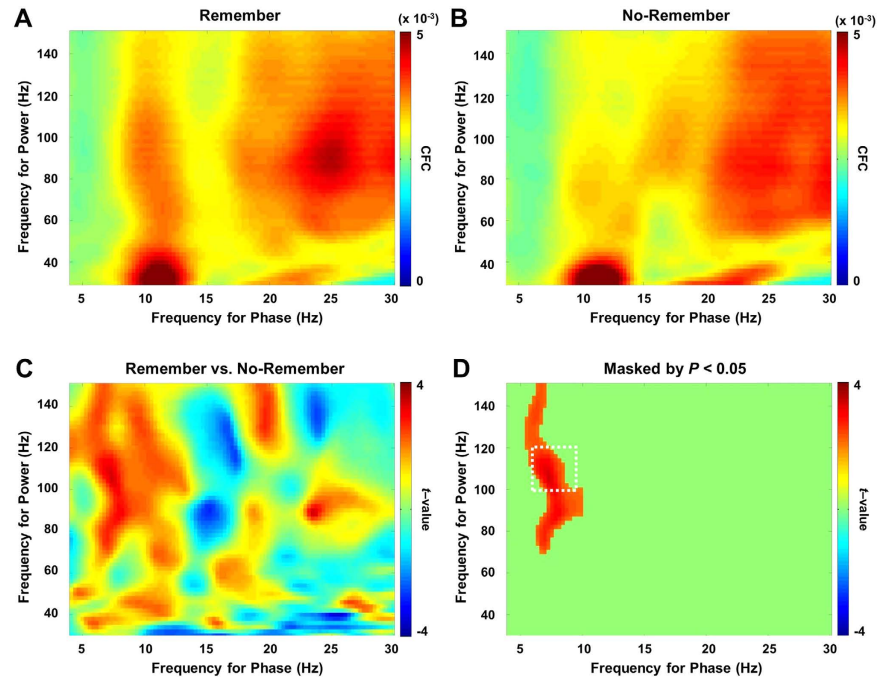 A
Remember
(x 10⁻³)
5
CFC
0
Frequency for Power (Hz)
140
120
100
80
60
40
5 10 15 20 25 30
Frequency for Phase (Hz)
B
No-Remember
(x 10⁻³)
5
CFC
0
Frequency for Power (Hz)
140
120
100
80
60
40
5 10 15 20 25 30
Frequency for Phase (Hz)
C
Remember vs. No-Remember
4
t–value
-4
Frequency for Power (Hz)
140
120
100
80
60
40
5 10 15 20 25 30
Frequency for Phase (Hz)
D
Masked by P < 0.05
4
t–value
-4
Frequency for Power (Hz)
140
120
100
80
60
40
5 10 15 20 25 30
Frequency for Phase (Hz)